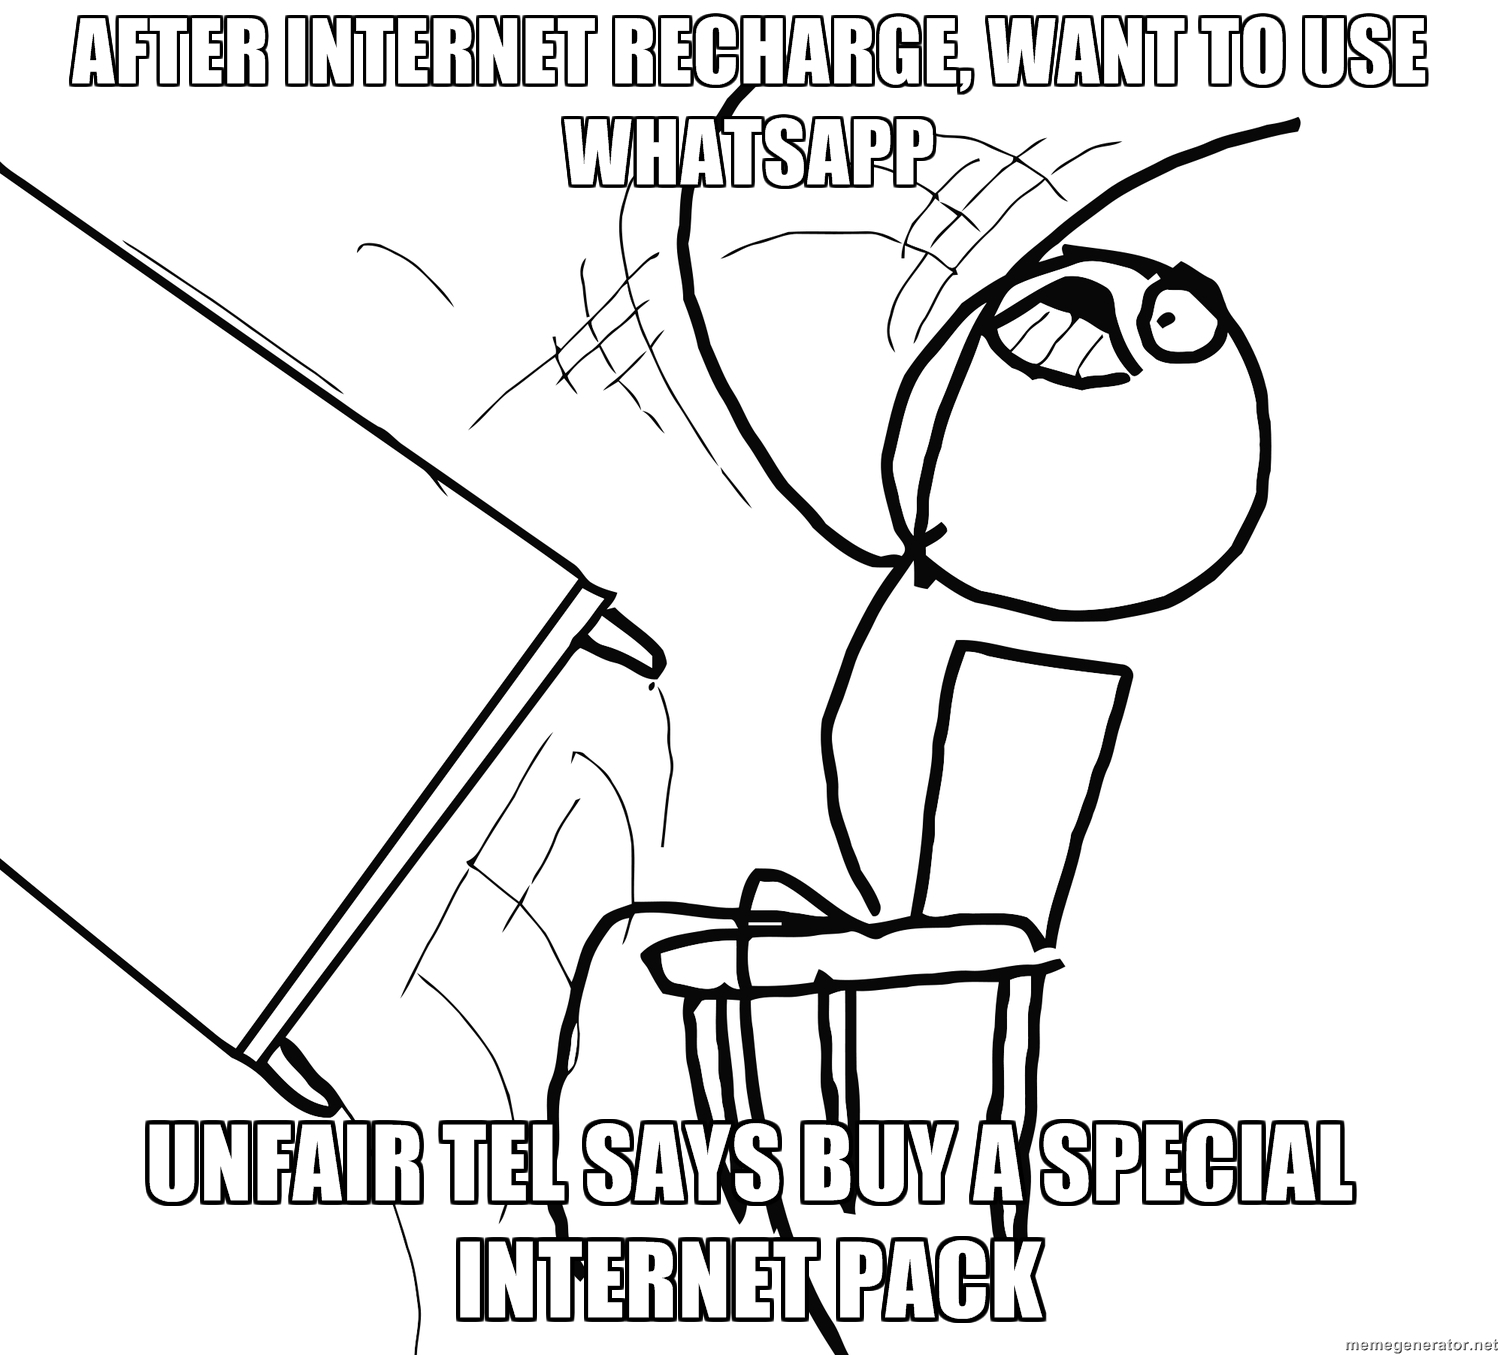 AFTER INTERNET RECHARGE, WANT TO USE
WHATSAPP
UNFAIR TEL SAYS BUY A SPECIAL
INTERNET PACK
memegenerator.net